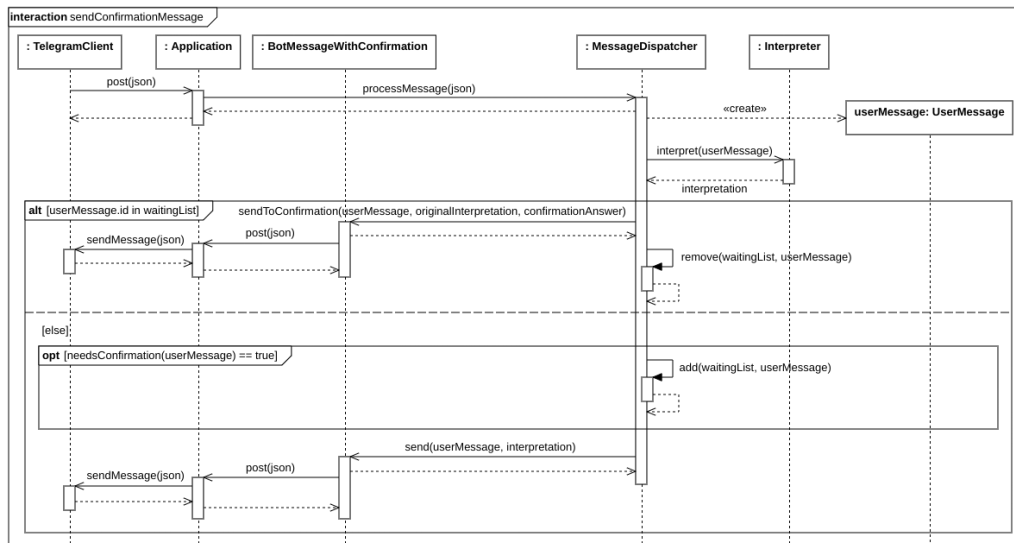 interaction sendConfirmationMessage
: TelegramClient
: Application
: BotMessageWithConfirmation
: MessageDispatcher
: Interpreter
post(json)
processMessage(json)
«create»
userMessage: UserMessage
interpret(userMessage)
interpretation
alt [userMessage.id in waitingList]
sendToConfirmation(userMessage, originalInterpretation, confirmationAnswer)
post(json)
sendMessage(json)
remove(waitingList, userMessage)
[else]
opt [needsConfirmation(userMessage) == true]
add(waitingList, userMessage)
send(userMessage, interpretation)
post(json)
sendMessage(json)